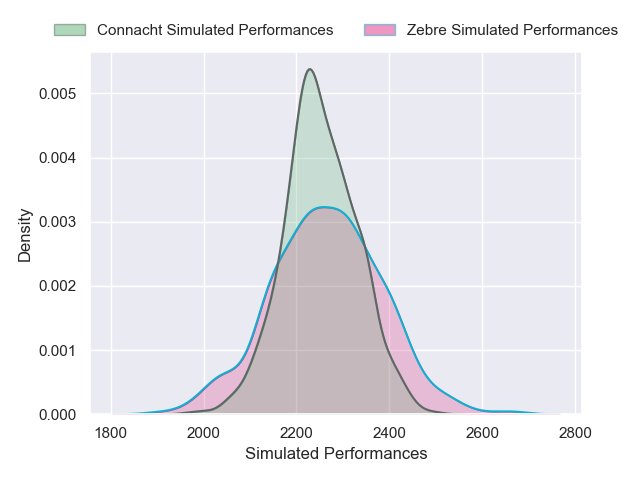 Connacht Simulated Performances Zebre Simulated Performances
0.005
0.004
0.003
0.002
0.001
0.000
Density
1800 2000 2200 2400 2600 2800
Simulated Performances